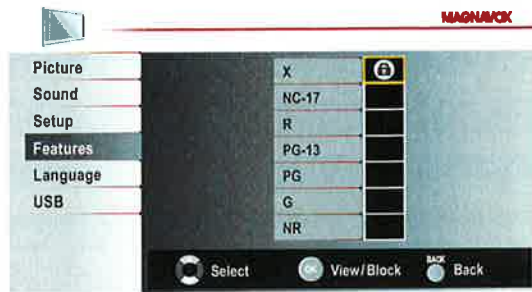 MAGNAVOX
Picture
Sound
Setup
Features
Language
USB
X
NC-17
R
PG-13
PG
G
NR
Select
OK
View/Block
BACK
Back